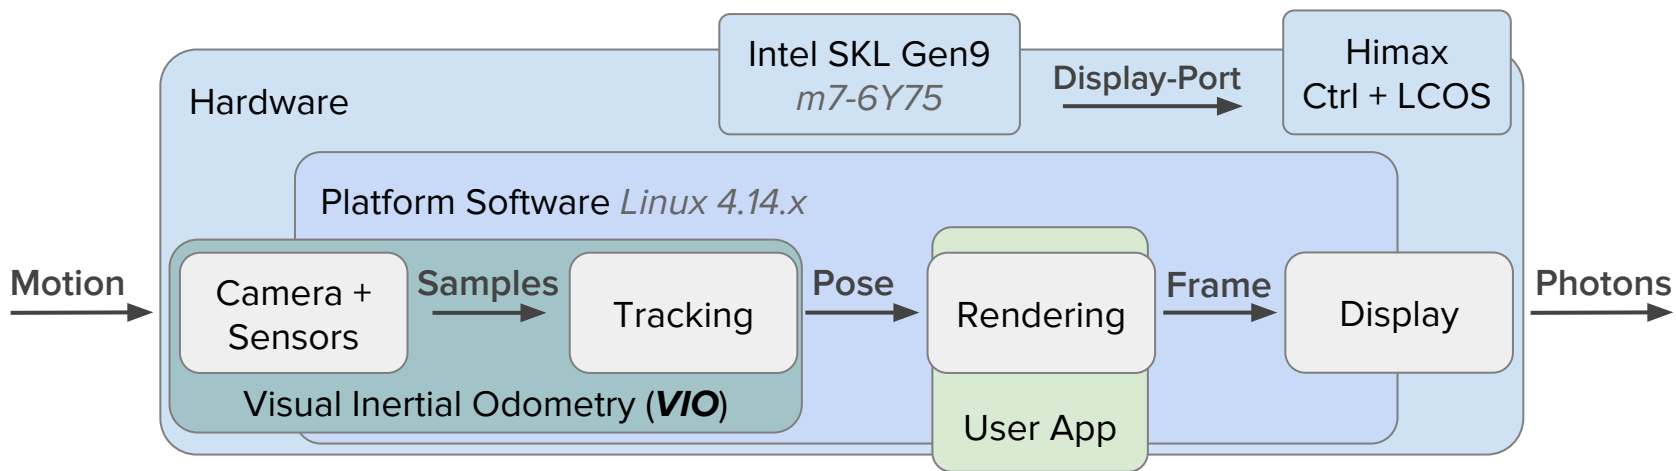 Intel SKL Gen9
m7-6Y75
Display-Port
Himax
Ctrl + LCOS
Hardware
Platform Software Linux 4.14.x
Motion
Camera +
Sensors
Samples
Tracking
Pose
Rendering
Frame
Display
Photons
Visual Inertial Odometry (VIO)
User App